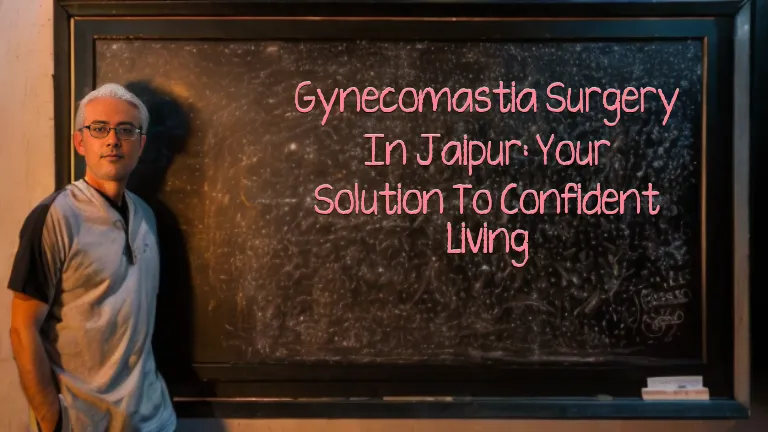 Gynecomastia Surgery
In Jaipur: Your
Solution To Confident
Living